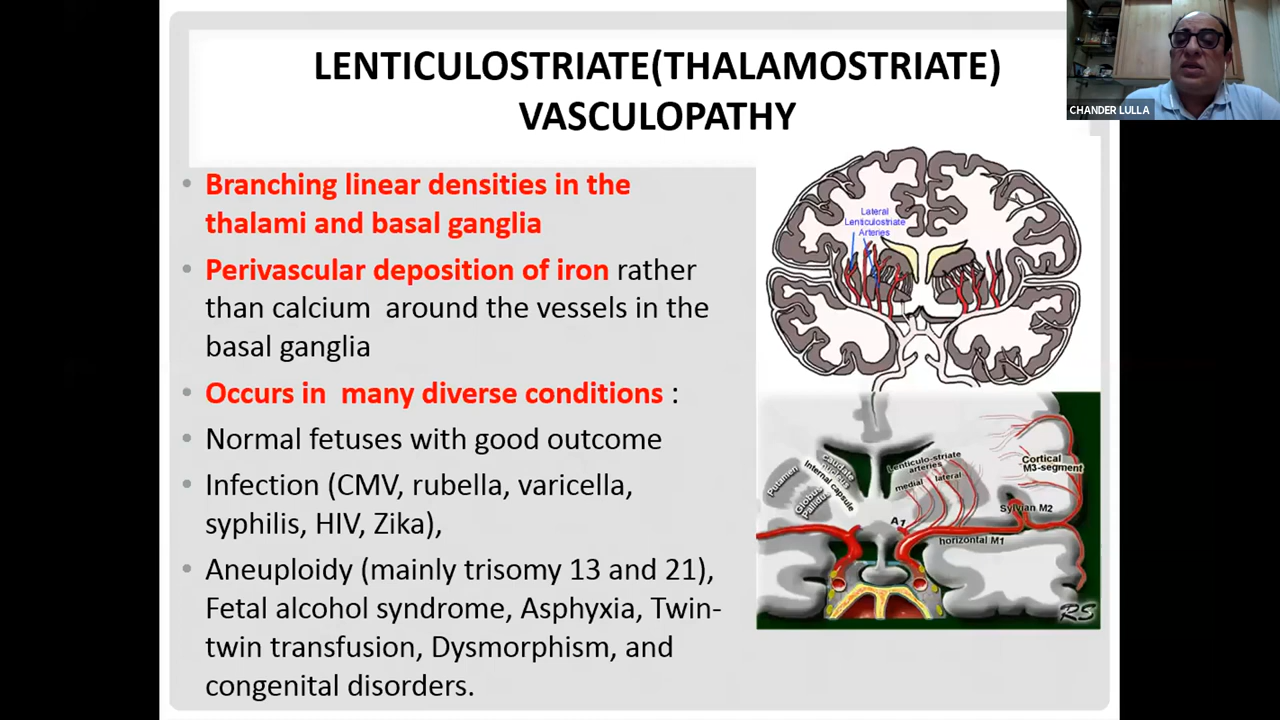 LENTICULOSTRIATE(THALAMOSTRIATE)
VASCULOPATHY
CHANDER LULLA
• Branching linear densities in the
thalami and basal ganglia
• Perivascular deposition of iron rather
than calcium around the vessels in the
basal ganglia
• Occurs in many diverse conditions :
• Normal fetuses with good outcome
• Infection (CMV, rubella, varicella,
syphilis, HIV, Zika),
• Aneuploidy (mainly trisomy 13 and 21),
Fetal alcohol syndrome, Asphyxia, Twin-
twin transfusion, Dysmorphism, and
congenital disorders.
Lateral
Lenticulostriate
Arteries
Putamen
Globus
caudate
Internal capsule
Lenticulo-striate
arteries
medial
lateral
Cortical
M3-segment
Sylvian M2
A1
horizontal M1
RS